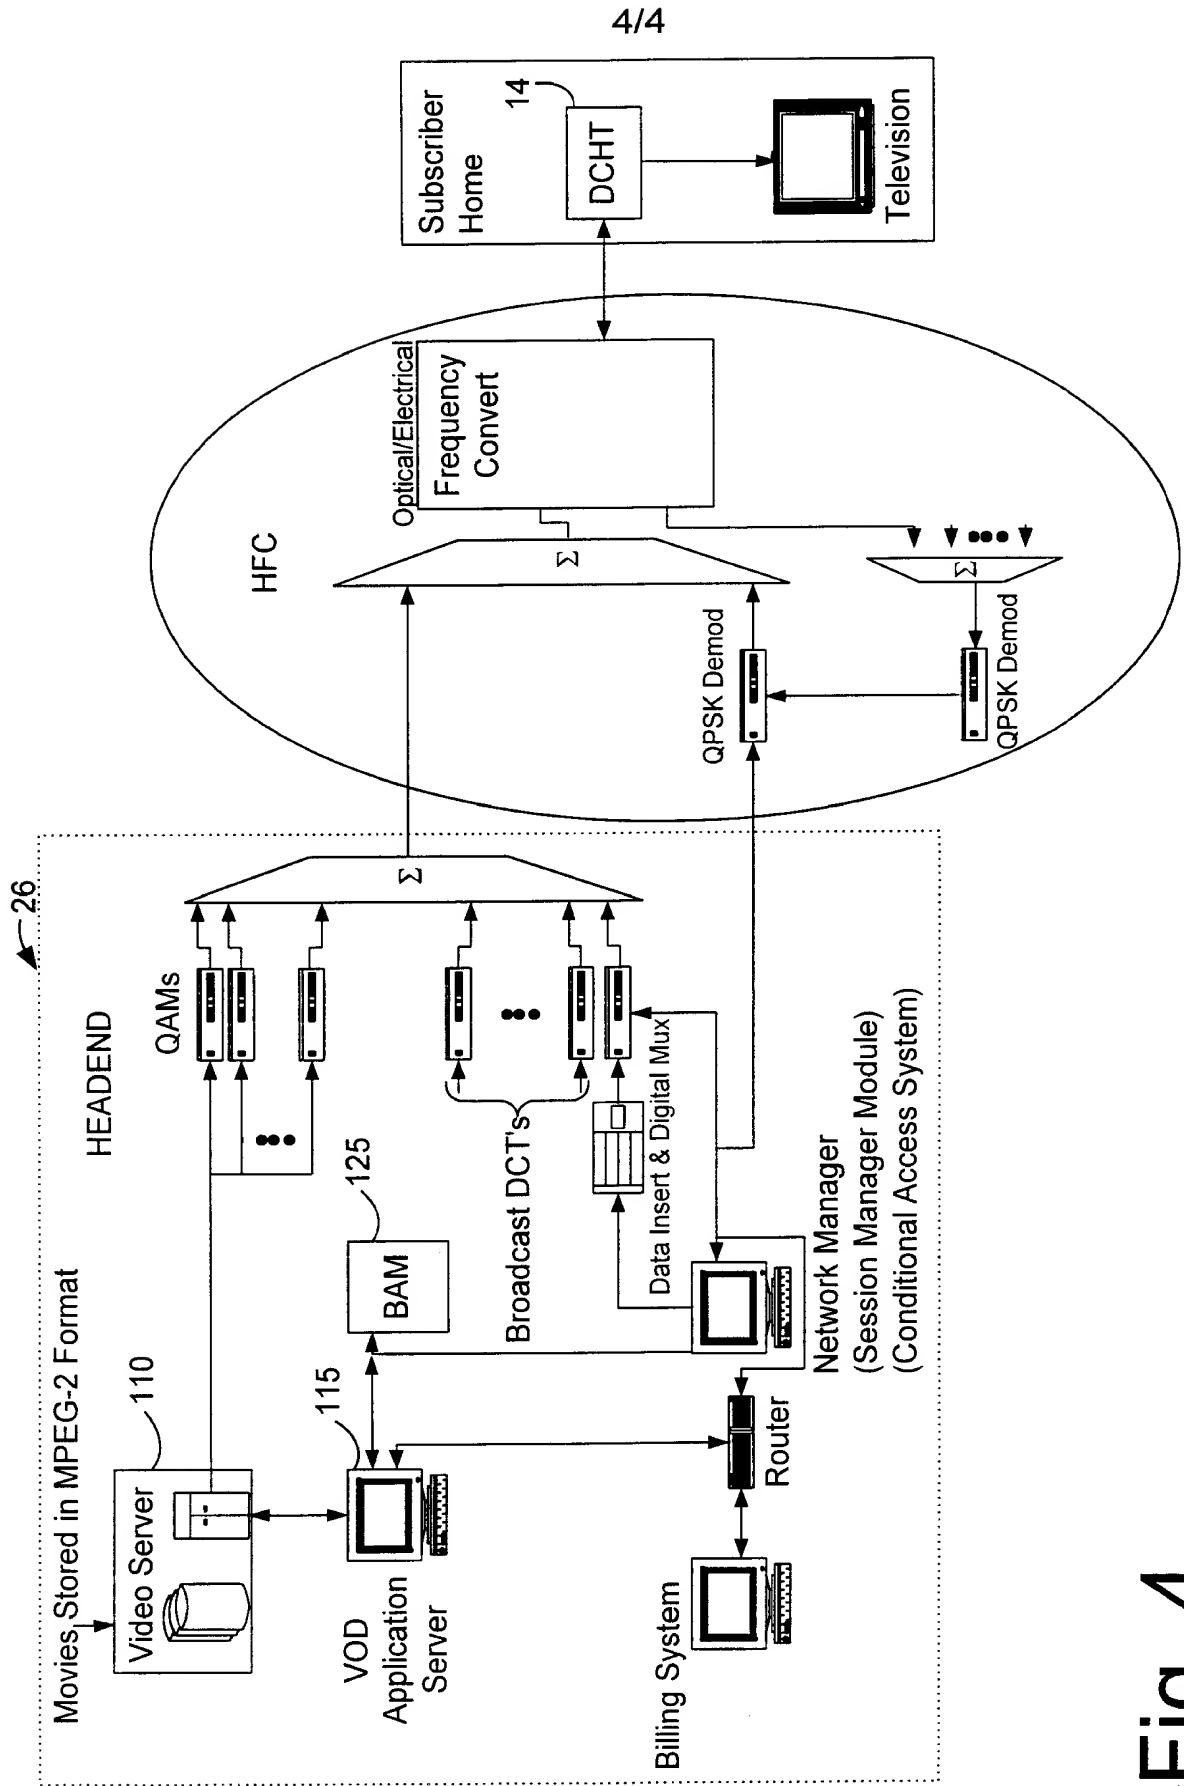 4/4
26
HEADEND
Movies Stored in MPEG-2 Format
Video Server
110
QAMs
VOD
Application
Server
115
BAM
125
Broadcast DCT's
Data Insert & Digital Mux
Billing System
Router
Network Manager
(Session Manager Module)
(Conditional Access System)
Σ
HFC
Σ
QPSK Demod
Σ
QPSK Demod
Optical/Electrical
Frequency
Convert
Subscriber
Home
14
DCHT
Television
Fig. 4